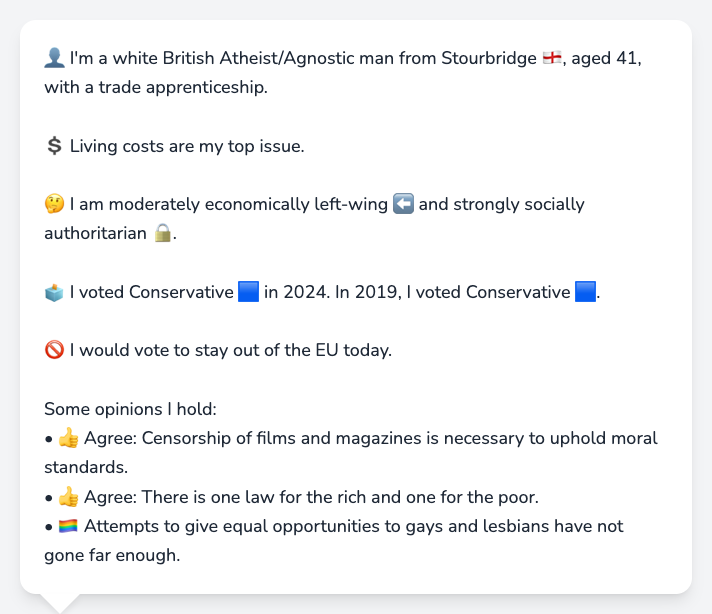 👤 I'm a white British Atheist/Agnostic man from Stourbridge 🏴󠁧󠁢󠁥󠁮󠁧󠁿, aged 41,
with a trade apprenticeship.
💲 Living costs are my top issue.
🤔 I am moderately economically left-wing ⬅️ and strongly socially
authoritarian 🔒.
🗳️ I voted Conservative 🟦 in 2024. In 2019, I voted Conservative 🟦.
🚫 I would vote to stay out of the EU today.
Some opinions I hold:
• 👍 Agree: Censorship of films and magazines is necessary to uphold moral
standards.
• 👍 Agree: There is one law for the rich and one for the poor.
• 🏳️‍🌈 Attempts to give equal opportunities to gays and lesbians have not
gone far enough.